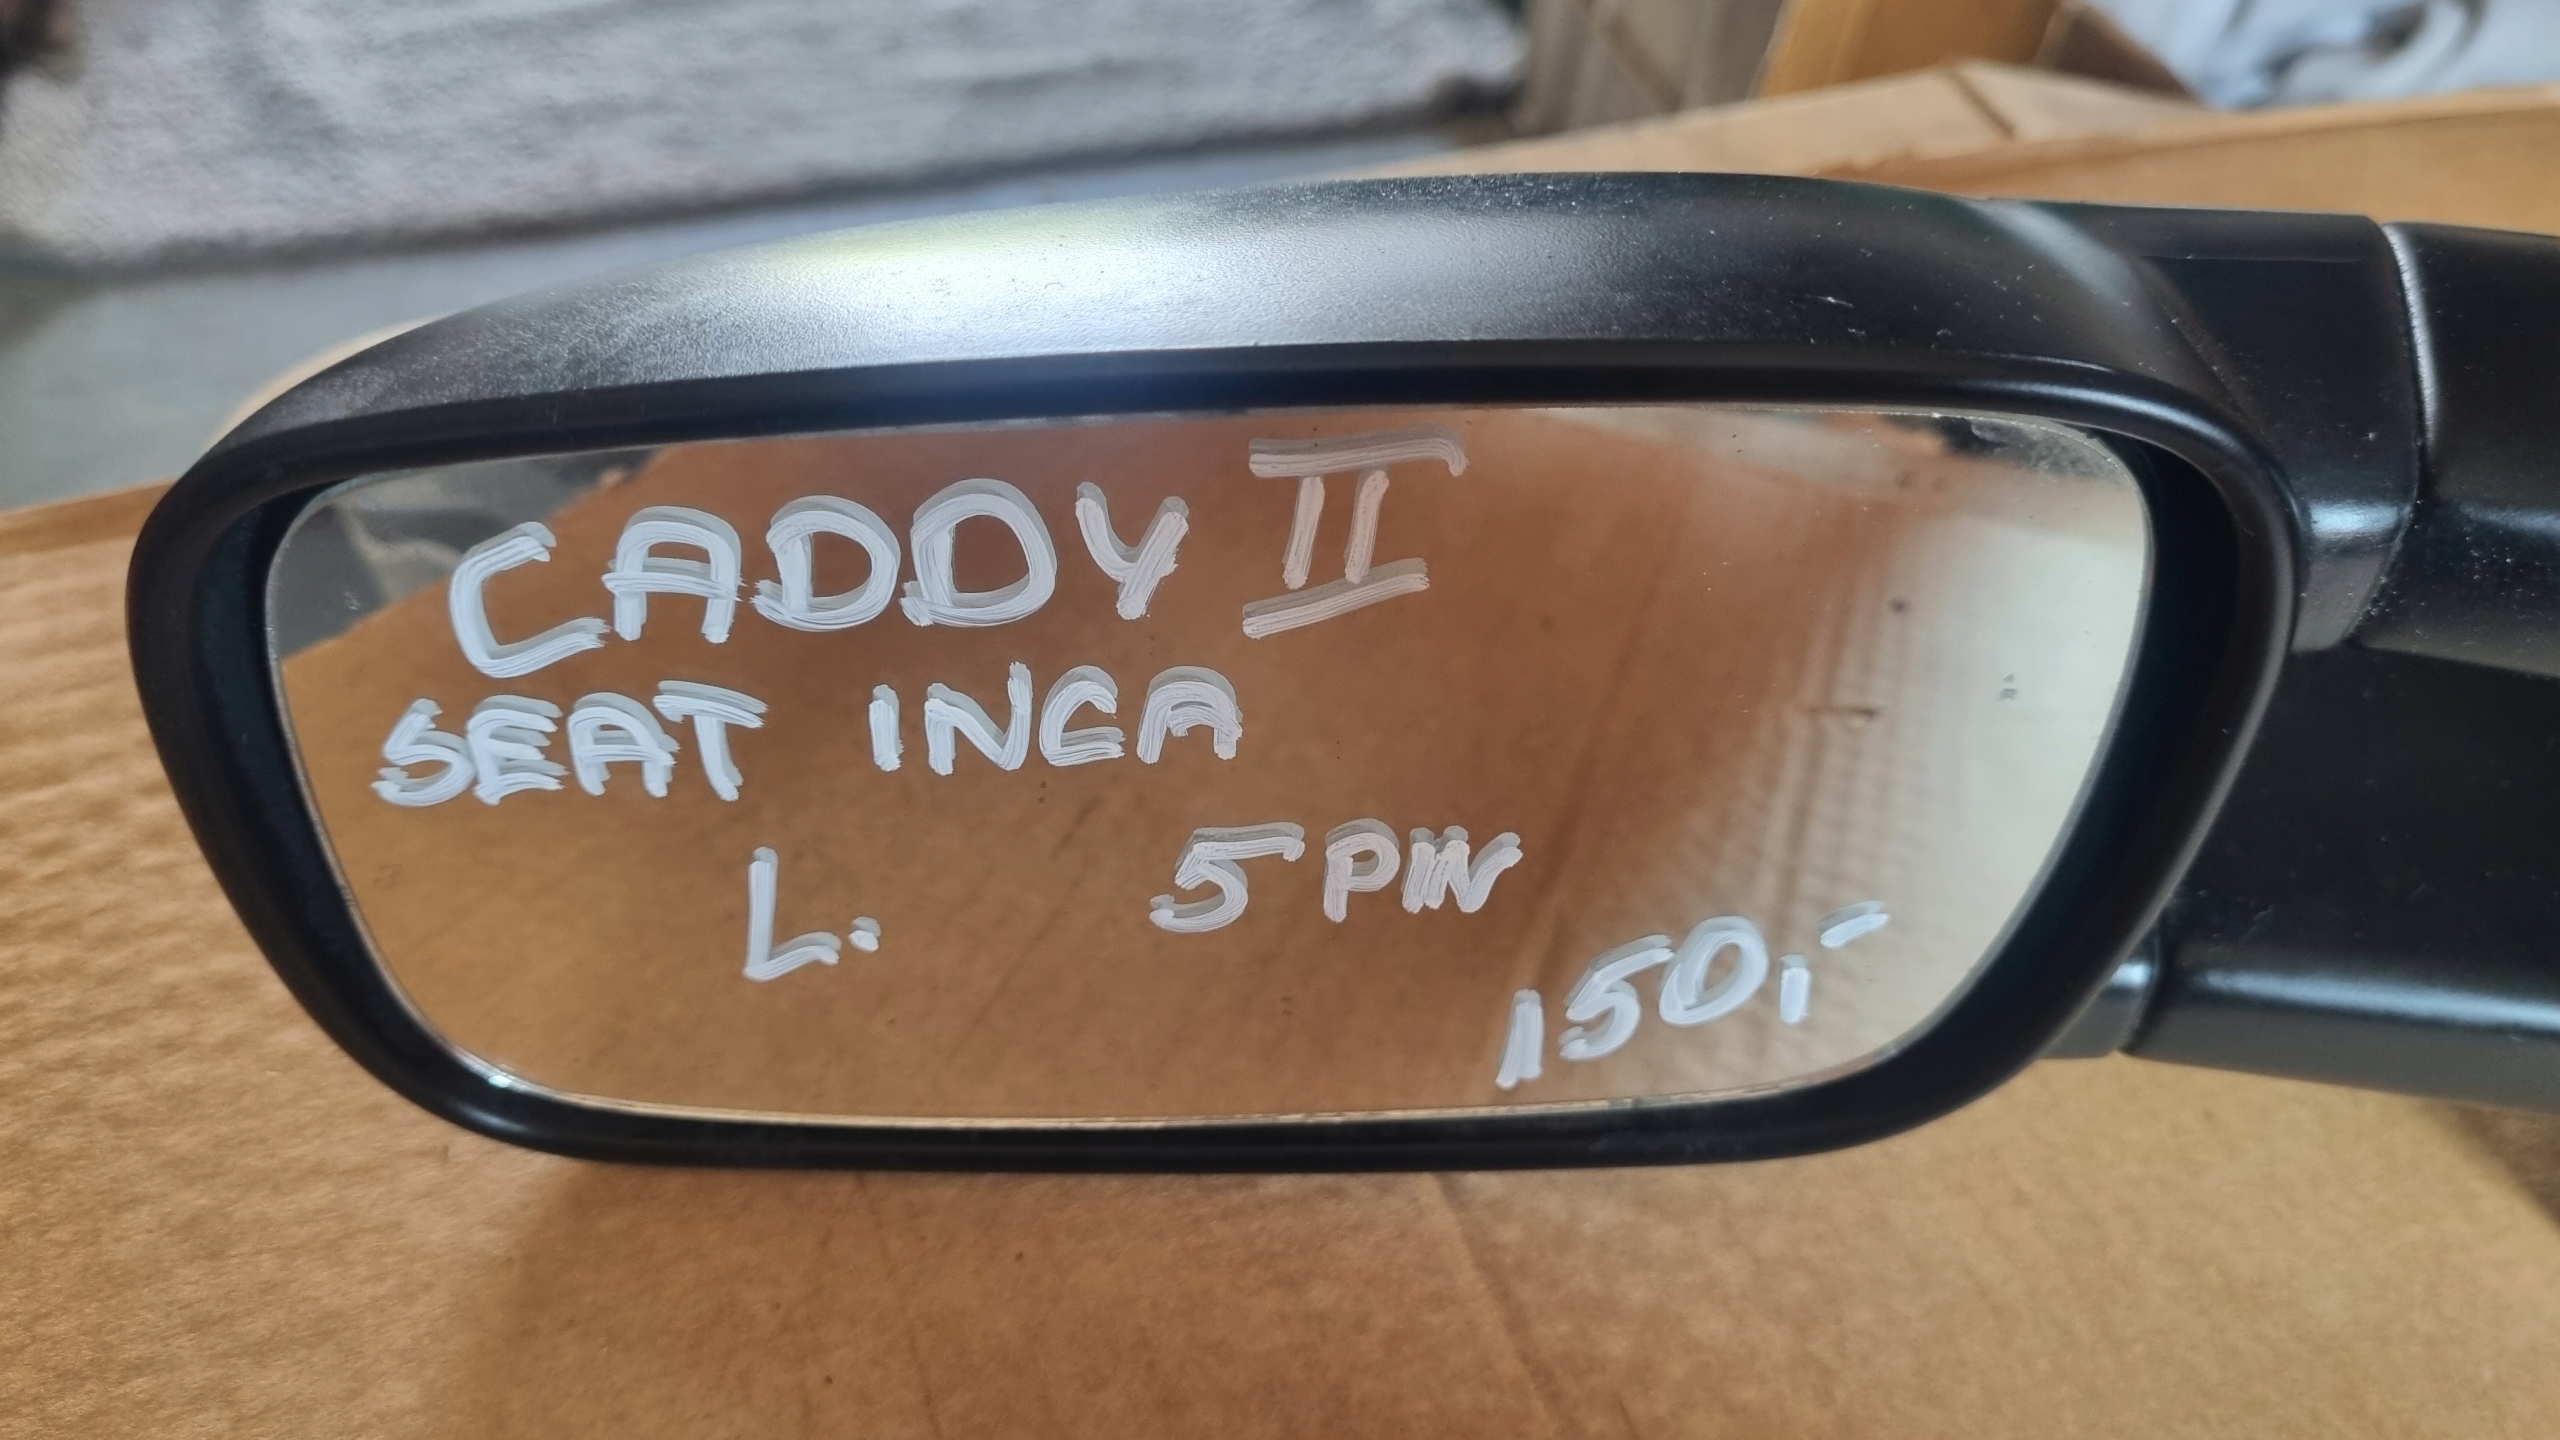 CADDY II
SEAT INCA
L. 5 PIN
150,-